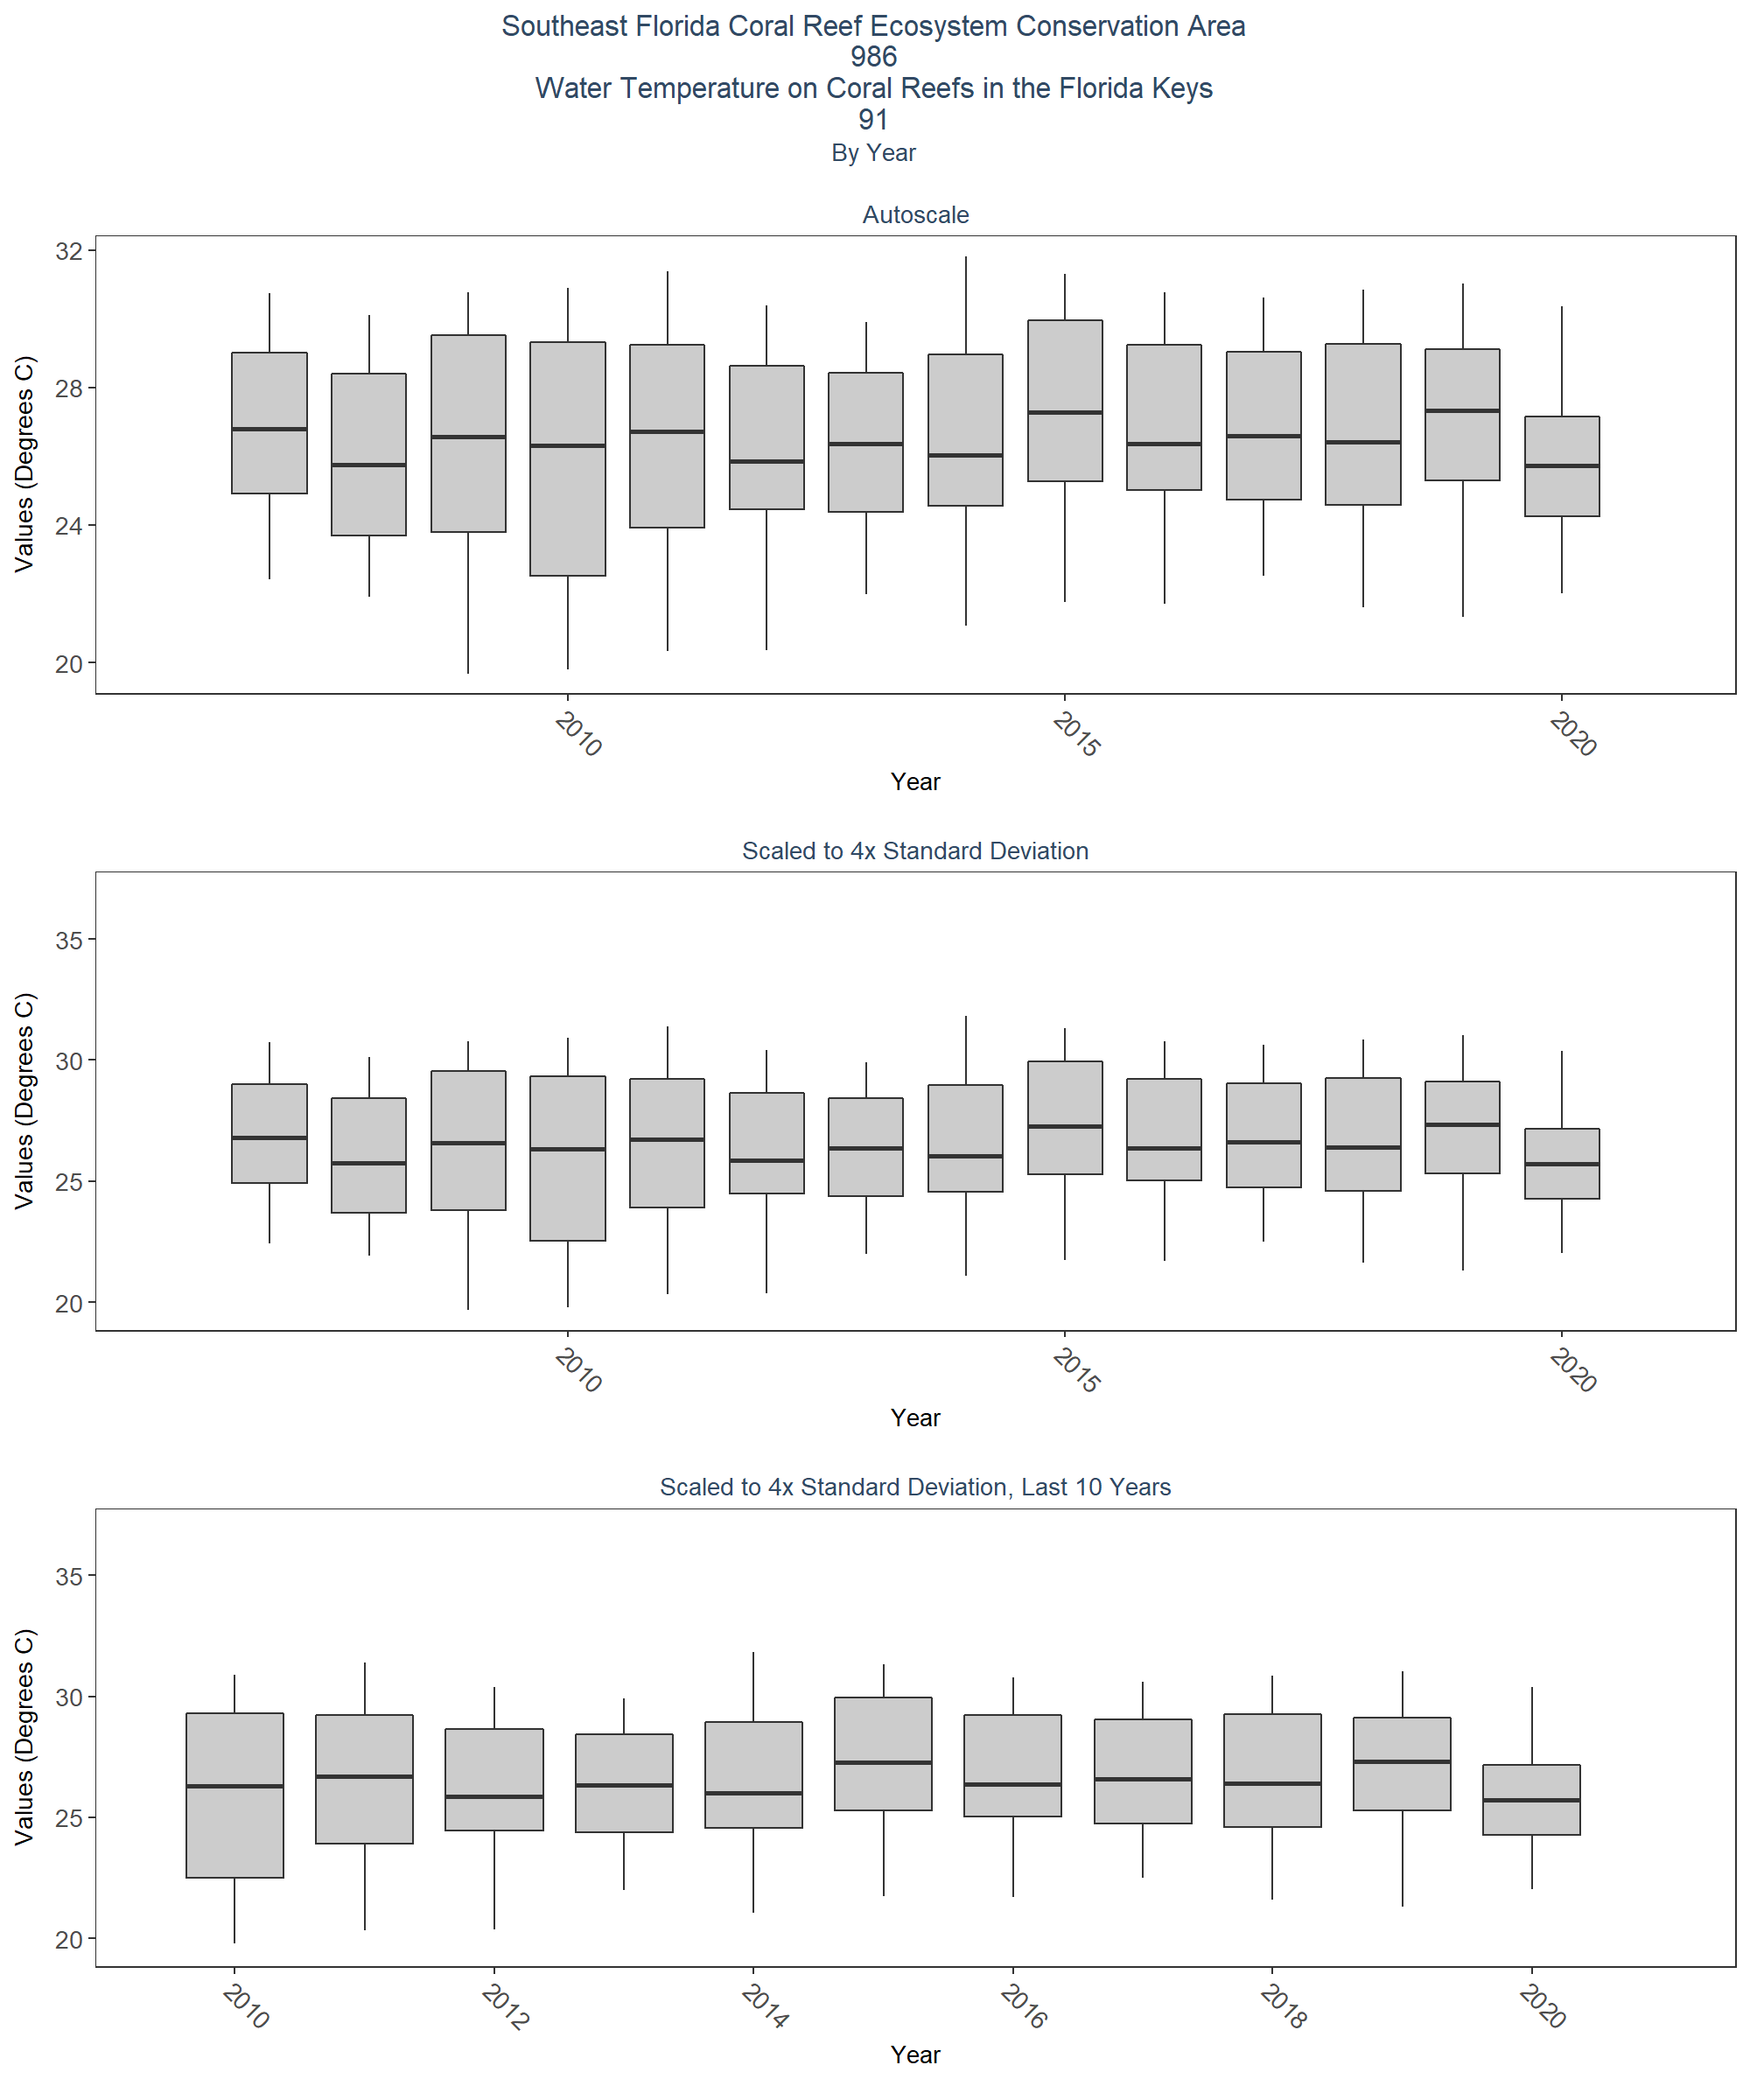 Southeast Florida Coral Reef Ecosystem Conservation Area
986
Water Temperature on Coral Reefs in the Florida Keys
91
By Year
Autoscale
32
28
24
20
Values (Degrees C)
2010
2015
2020
Year
Scaled to 4x Standard Deviation
35
30
25
20
Values (Degrees C)
2010
2015
2020
Year
Scaled to 4x Standard Deviation, Last 10 Years
35
30
25
20
Values (Degrees C)
2010
2012
2014
2016
2018
2020
Year